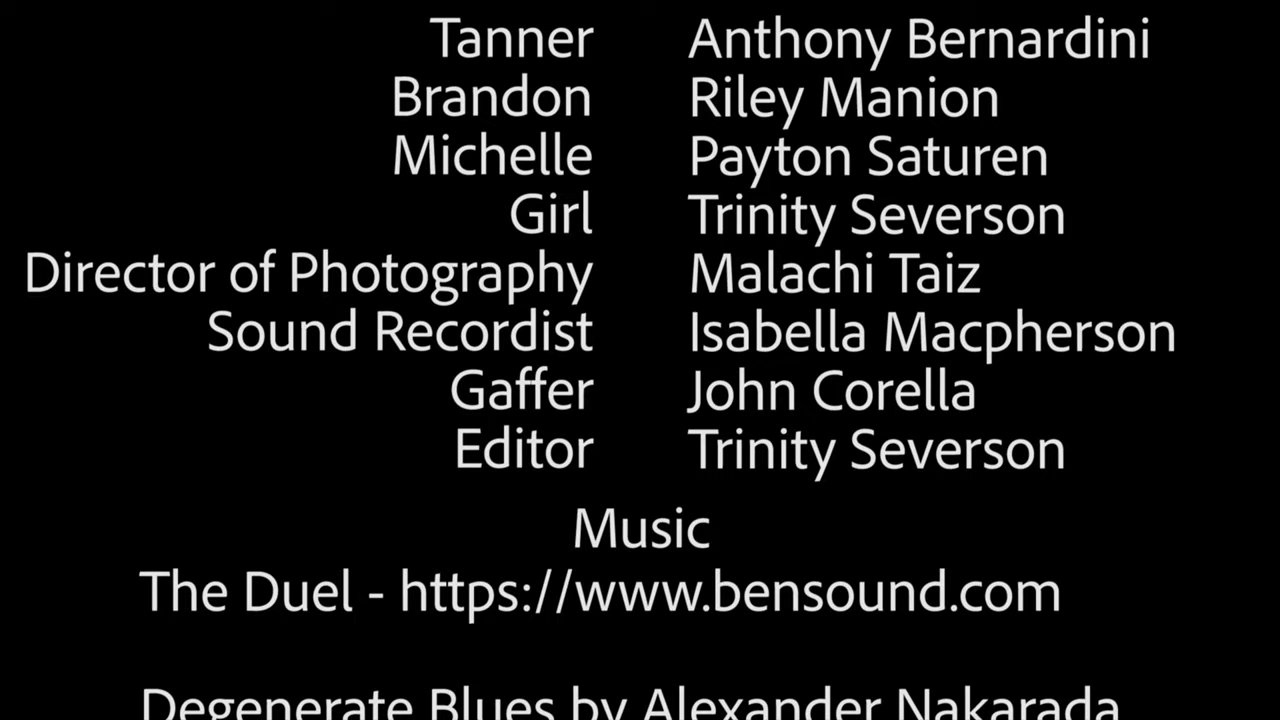 Tanner Anthony Bernardini
Brandon Riley Manion
Michelle Payton Saturen
Girl Trinity Severson
Director of Photography Malachi Taiz
Sound Recordist Isabella Macpherson
Gaffer John Corella
Editor Trinity Severson
Music
The Duel - https://www.bensound.com
Degenerate Blues by Alexander Nakarada